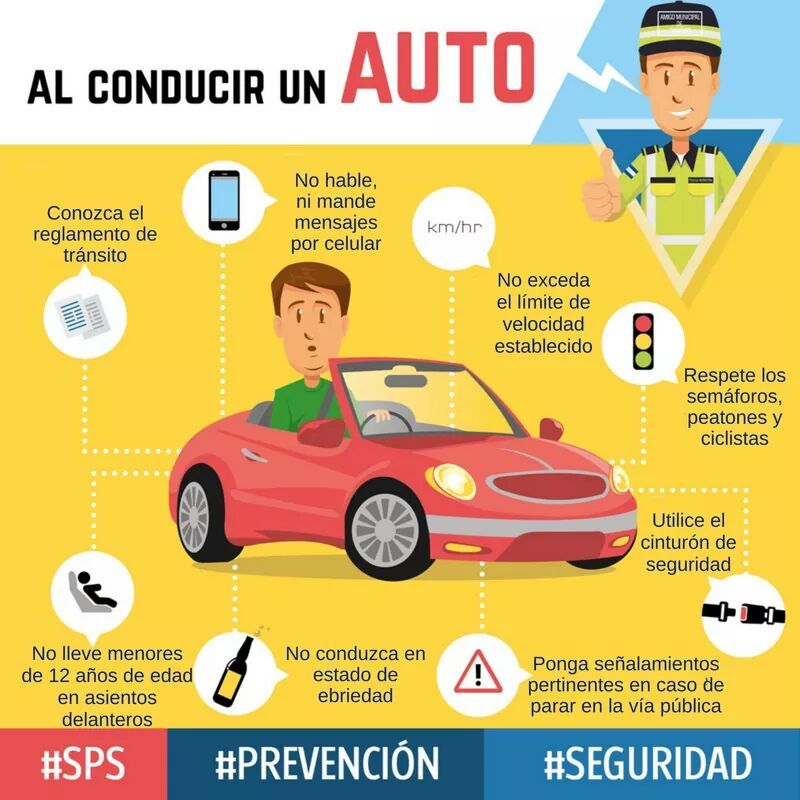 AL CONDUCIR UN AUTO
AMIGO MUNICIPAL
DE
Conozca el
reglamento de
tránsito
No hable,
ni mande
mensajes
por celular
km/hr
No exceda
el límite de
velocidad
establecido
Respete los
semáforos,
peatones y
ciclistas
Utilice el
cinturón de
seguridad
No lleve menores
de 12 años de edad
en asientos
delanteros
No conduzca en
estado de
ebriedad
Ponga señalamientos
pertinentes en caso de
parar en la vía pública
#SPS
#PREVENCIÓN
#SEGURIDAD